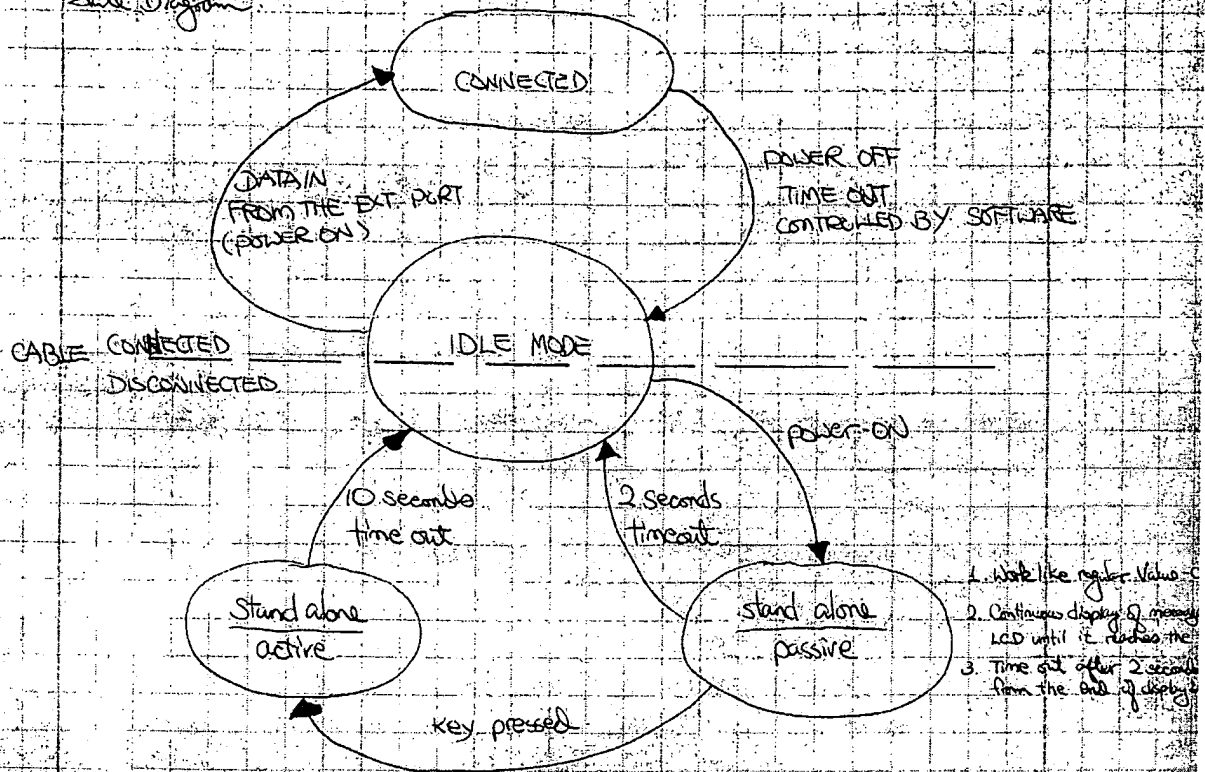 State Diagram.
CONNECTED
DATA IN
FROM THE EXT. PORT
(POWER ON)
POWER OFF
TIME OUT
CONTROLLED BY SOFTWARE
CABLE CONNECTED
DISCONNECTED
IDLE MODE
POWER-ON
10 seconds
time out
2 seconds
timeout
Stand alone
active
stand alone
passive
1. Work like regular Value-C
2. Continuous display of memory
LCD until it reaches the
3. Time out after 2 seconds
from the end of display
key pressed